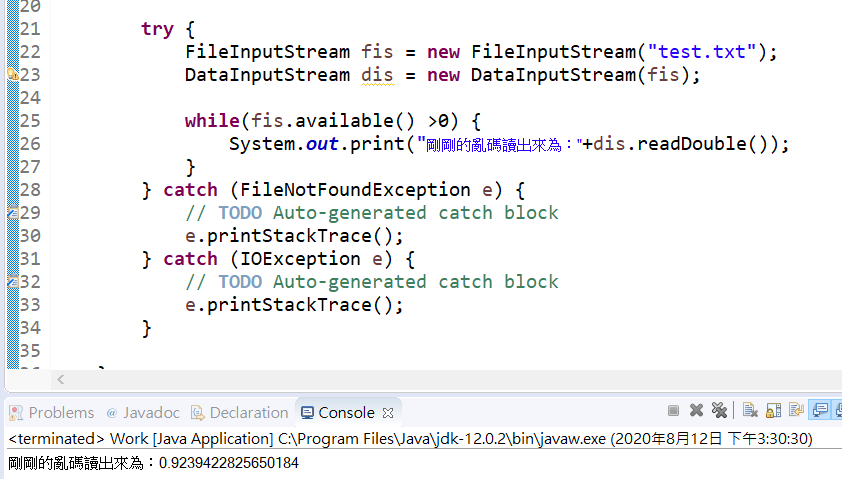 20
21 try {
22 FileInputStream fis = new FileInputStream("test.txt");
23 DataInputStream dis = new DataInputStream(fis);
24
25 while(fis.available() >0) {
26 System.out.print("剛剛的亂碼讀出來為："+dis.readDouble());
27 }
28 } catch (FileNotFoundException e) {
29 // TODO Auto-generated catch block
30 e.printStackTrace();
31 } catch (IOException e) {
32 // TODO Auto-generated catch block
33 e.printStackTrace();
34 }
35
Problems @ Javadoc Declaration Console
<terminated> Work [Java Application] C:\Program Files\Java\jdk-12.0.2\bin\javaw.exe (2020年8月12日 下午3:30:30)
剛剛的亂碼讀出來為：0.9239422825650184